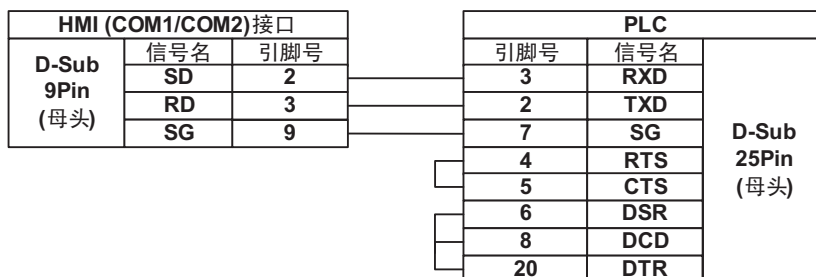 HMI (COM1/COM2)接口
D-Sub
9Pin
(母头)
信号名 引脚号
SD 2
RD 3
SG 9
PLC
引脚号 信号名
3 RXD
2 TXD
7 SG
4 RTS
5 CTS
6 DSR
8 DCD
20 DTR
D-Sub
25Pin
(母头)